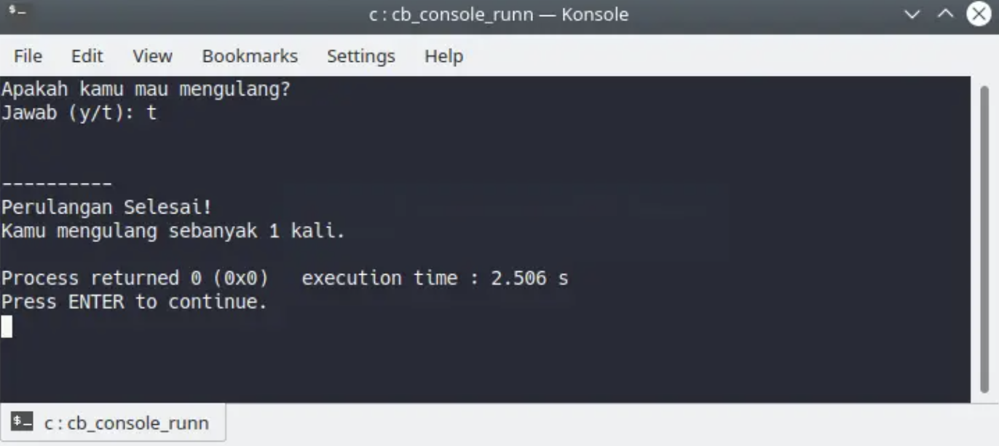 c : cb_console_runn — Konsole
File Edit View Bookmarks Settings Help
Apakah kamu mau mengulang?
Jawab (y/t): t
----------
Perulangan Selesai!
Kamu mengulang sebanyak 1 kali.
Process returned 0 (0x0)   execution time : 2.506 s
Press ENTER to continue.
c : cb_console_runn